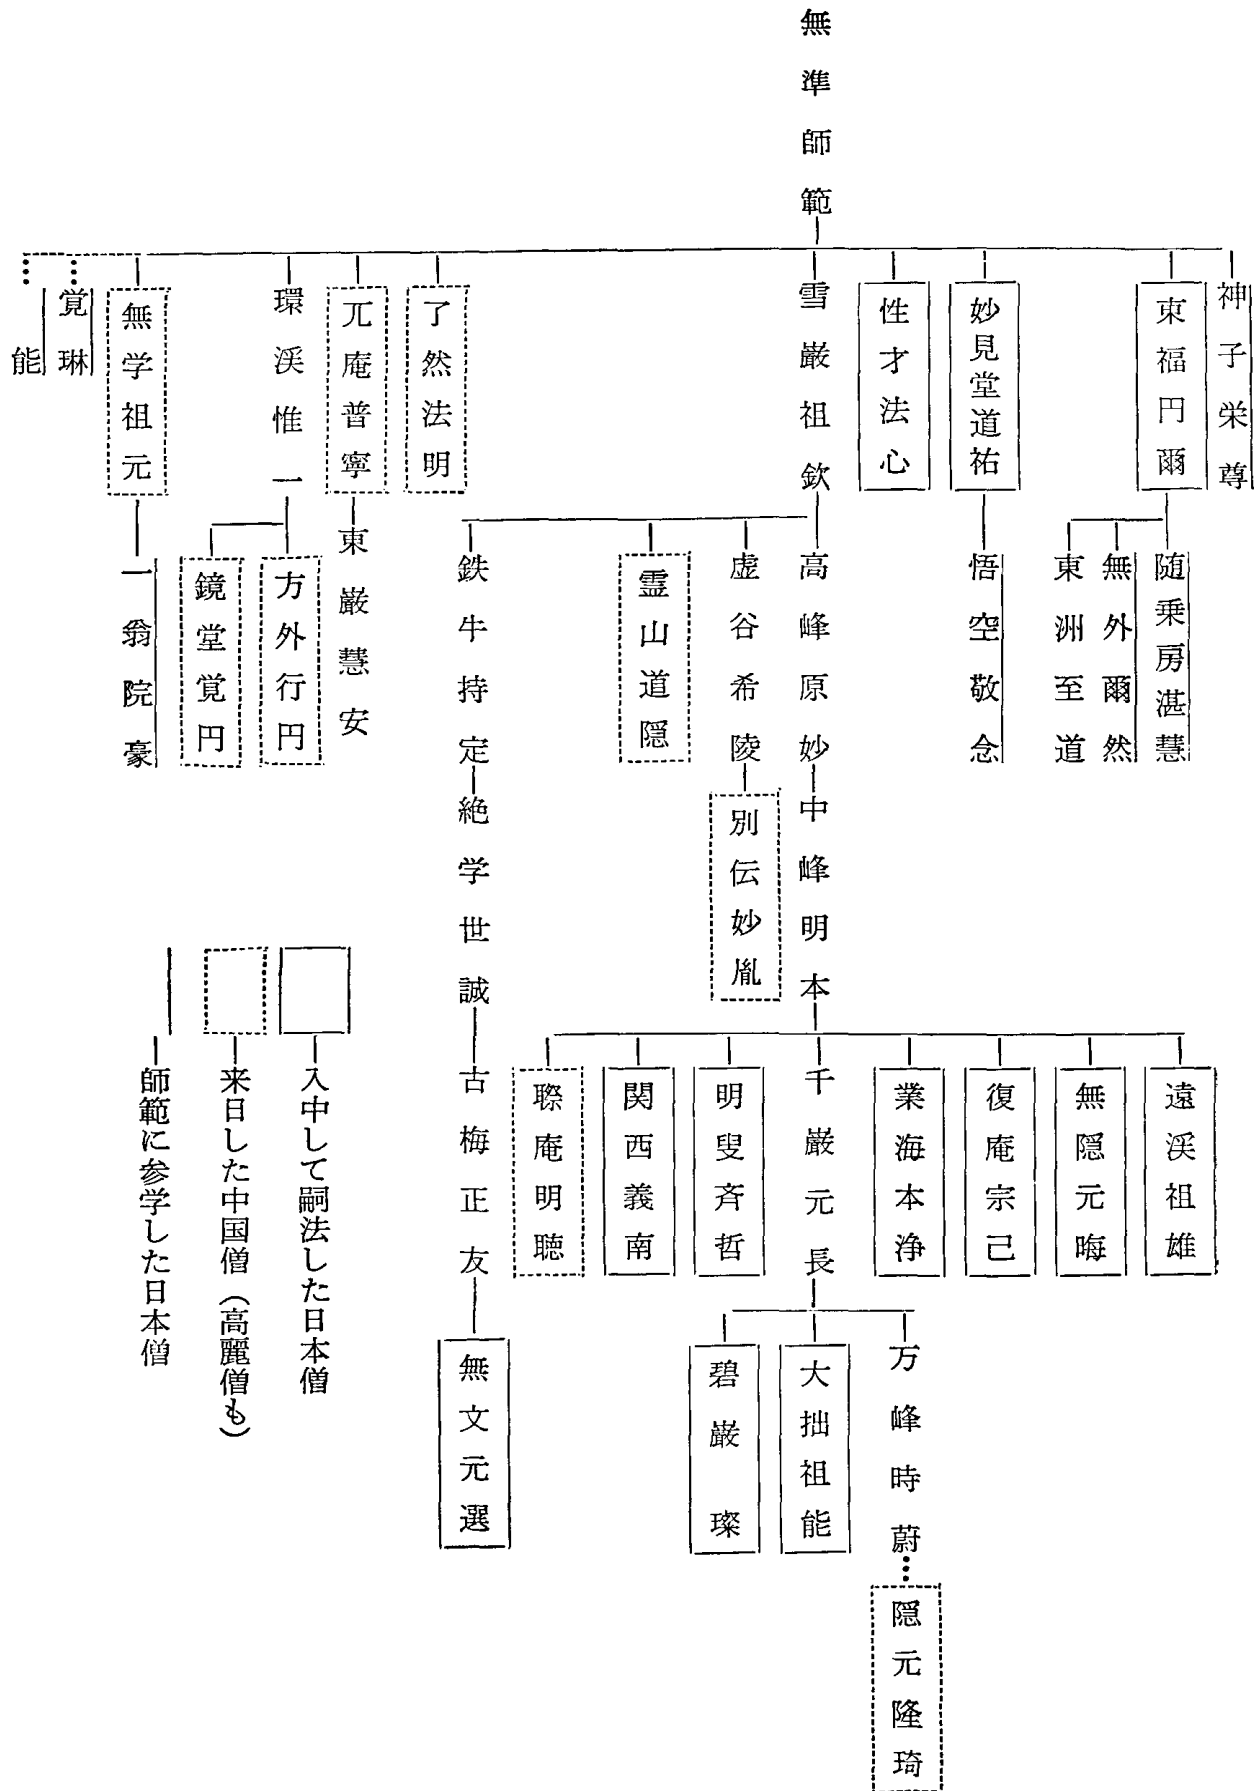 無準師範
神子栄尊
東福円爾
妙見堂道祐
性才法心
雪巌祖欽
了然法明
兀庵普寧
環渓惟一
無学祖元
覚琳
能
随乗房湛慧
無外爾然
東洲至道
悟空敬念
高峰原妙
虚谷希陵
霊山道隠
鉄牛持定
東巌慧安
方外行円
鏡堂覚円
一翁院豪
中峰明本
別伝妙胤
絶学世誠
遠渓祖雄
無隠元晦
復庵宗己
業海本浄
千巌元長
明叟斉哲
関西義南
聡庵明聴
古梅正友
万峰時蔚
大拙祖能
碧巌璨
無文元選
隠元隆琦
入中して嗣法した日本僧
来日した中国僧（高麗僧も）
師範に参学した日本僧